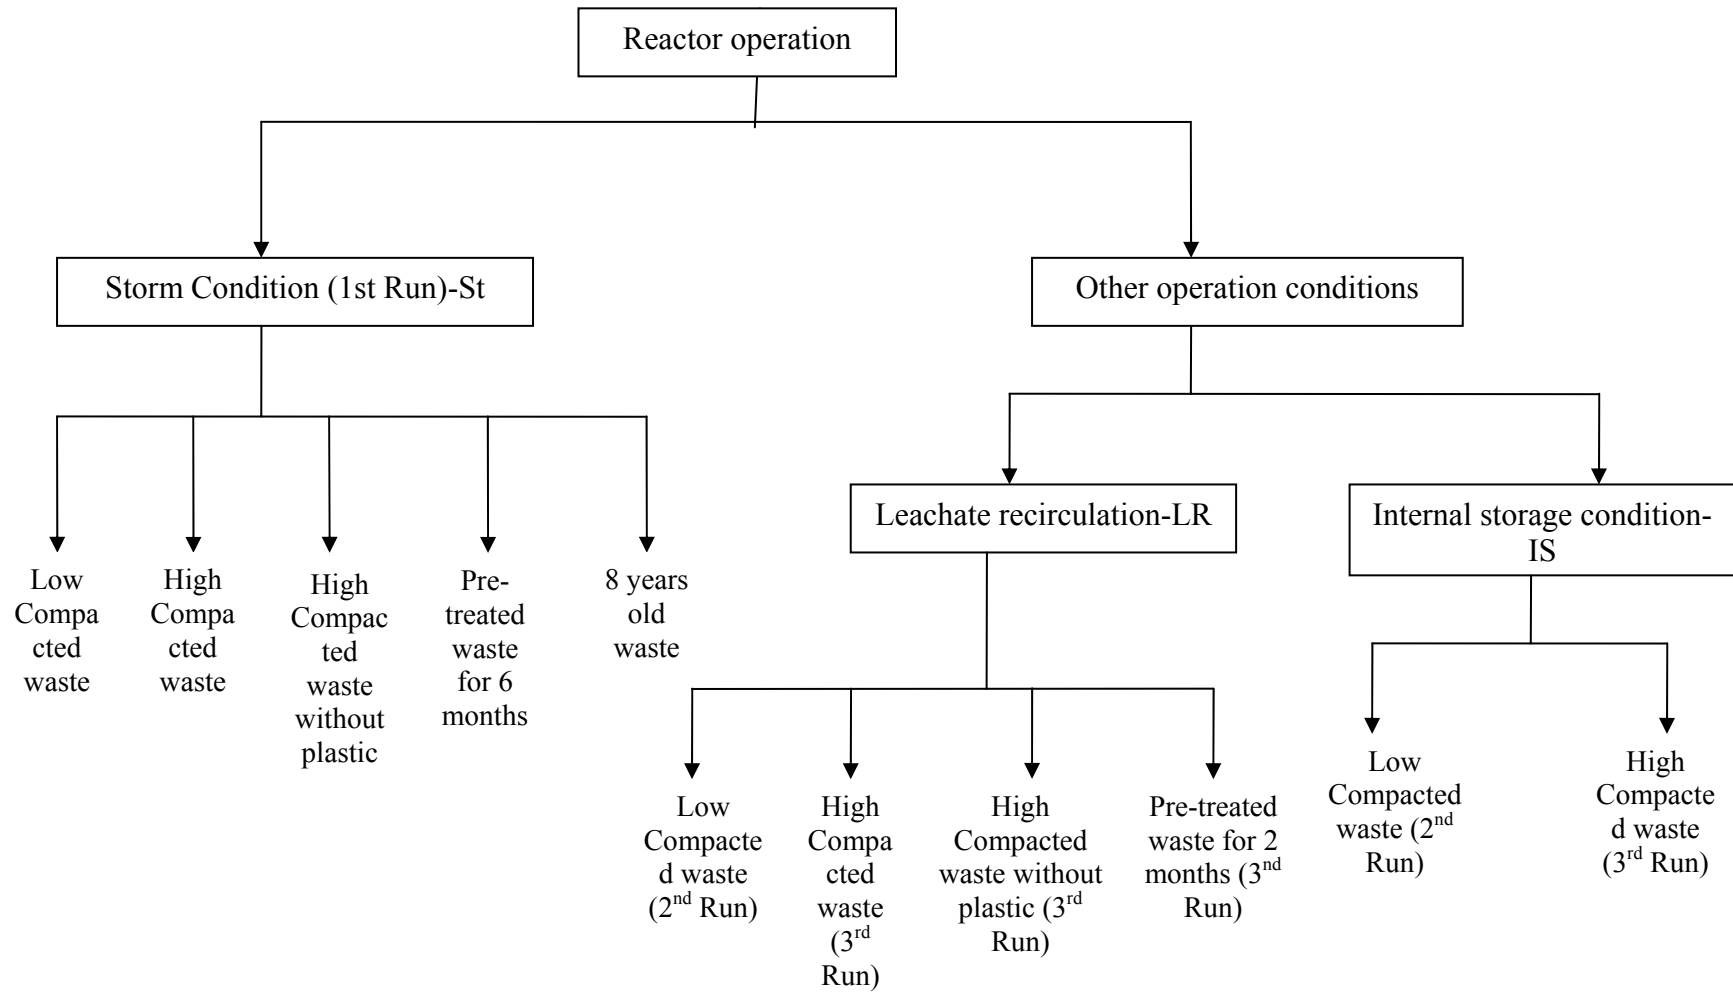 Reactor operation
Storm Condition (1st Run)-St
Other operation conditions
Leachate recirculation-LR
Internal storage condition-
IS
Low
Compa
cted
waste
High
Compa
cted
waste
High
Compac
ted
waste
without
plastic
Pre-
treated
waste
for 6
months
8 years
old
waste
Low
Compacte
d waste
(2nd Run)
High
Compa
cted
waste
(3rd
Run)
High
Compacted
waste without
plastic (3rd
Run)
Pre-treated
waste for 2
months (3nd
Run)
Low
Compacted
waste (2nd
Run)
High
Compacte
d waste
(3rd Run)